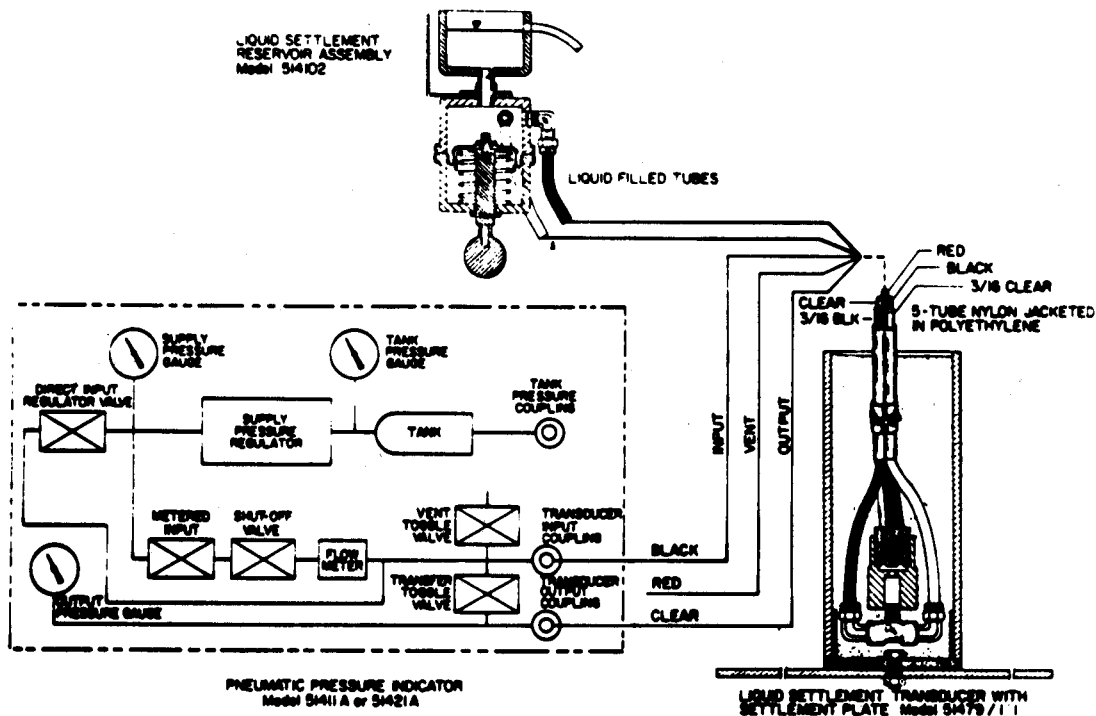 LIQUID SETTLEMENT
RESERVOIR ASSEMBLY
Model 514102
LIQUID FILLED TUBES
RED
BLACK
3/16 CLEAR
CLEAR
3/16 BLK
5-TUBE NYLON JACKETED
IN POLYETHYLENE
SUPPLY
PRESSURE
GAUGE
TANK
PRESSURE
GAUGE
DIRECT INPUT
REGULATOR VALVE
SUPPLY
PRESSURE
REGULATOR
TANK
TANK
PRESSURE
COUPLING
INPUT
VENT
OUTPUT
METERED
INPUT
SHUT-OFF
VALVE
FLOW
METER
VENT
TOGGLE
VALVE
TRANSDUCER
INPUT
COUPLING
BLACK
OUTPUT
PRESSURE GAUGE
TRANSFER
TOGGLE
VALVE
TRANSDUCER
OUTPUT
COUPLING
RED
CLEAR
PNEUMATIC PRESSURE INDICATOR
Model 51411A or 51421A
LIQUID SETTLEMENT TRANSDUCER WITH
SETTLEMENT PLATE Model 51479/